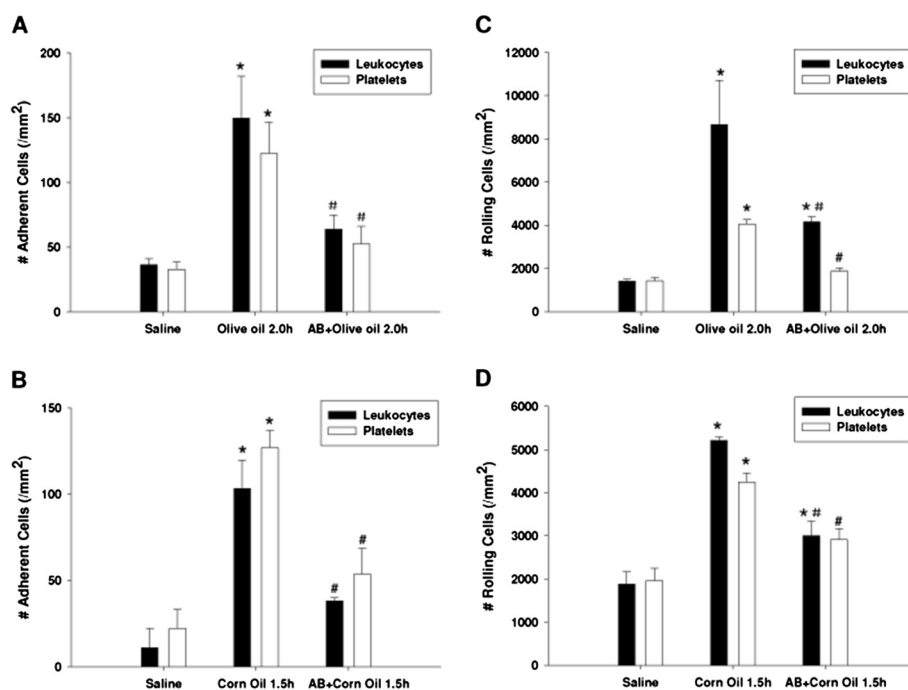 A
# Adherent Cells (/mm²)
200
150
100
50
0
Leukocytes
Platelets
*
*
#
#
Saline
Olive oil 2.0h
AB+Olive oil 2.0h
C
# Rolling Cells (/mm²)
12000
10000
8000
6000
4000
2000
0
Leukocytes
Platelets
*
*
* #
#
Saline
Olive oil 2.0h
AB+Olive oil 2.0h
B
# Adherent Cells (/mm²)
150
100
50
0
Leukocytes
Platelets
*
*
#
#
Saline
Corn Oil 1.5h
AB+Corn Oil 1.5h
D
# Rolling Cells (/mm²)
6000
5000
4000
3000
2000
1000
0
Leukocytes
Platelets
*
*
* #
#
Saline
Corn Oil 1.5h
AB+Corn Oil 1.5h